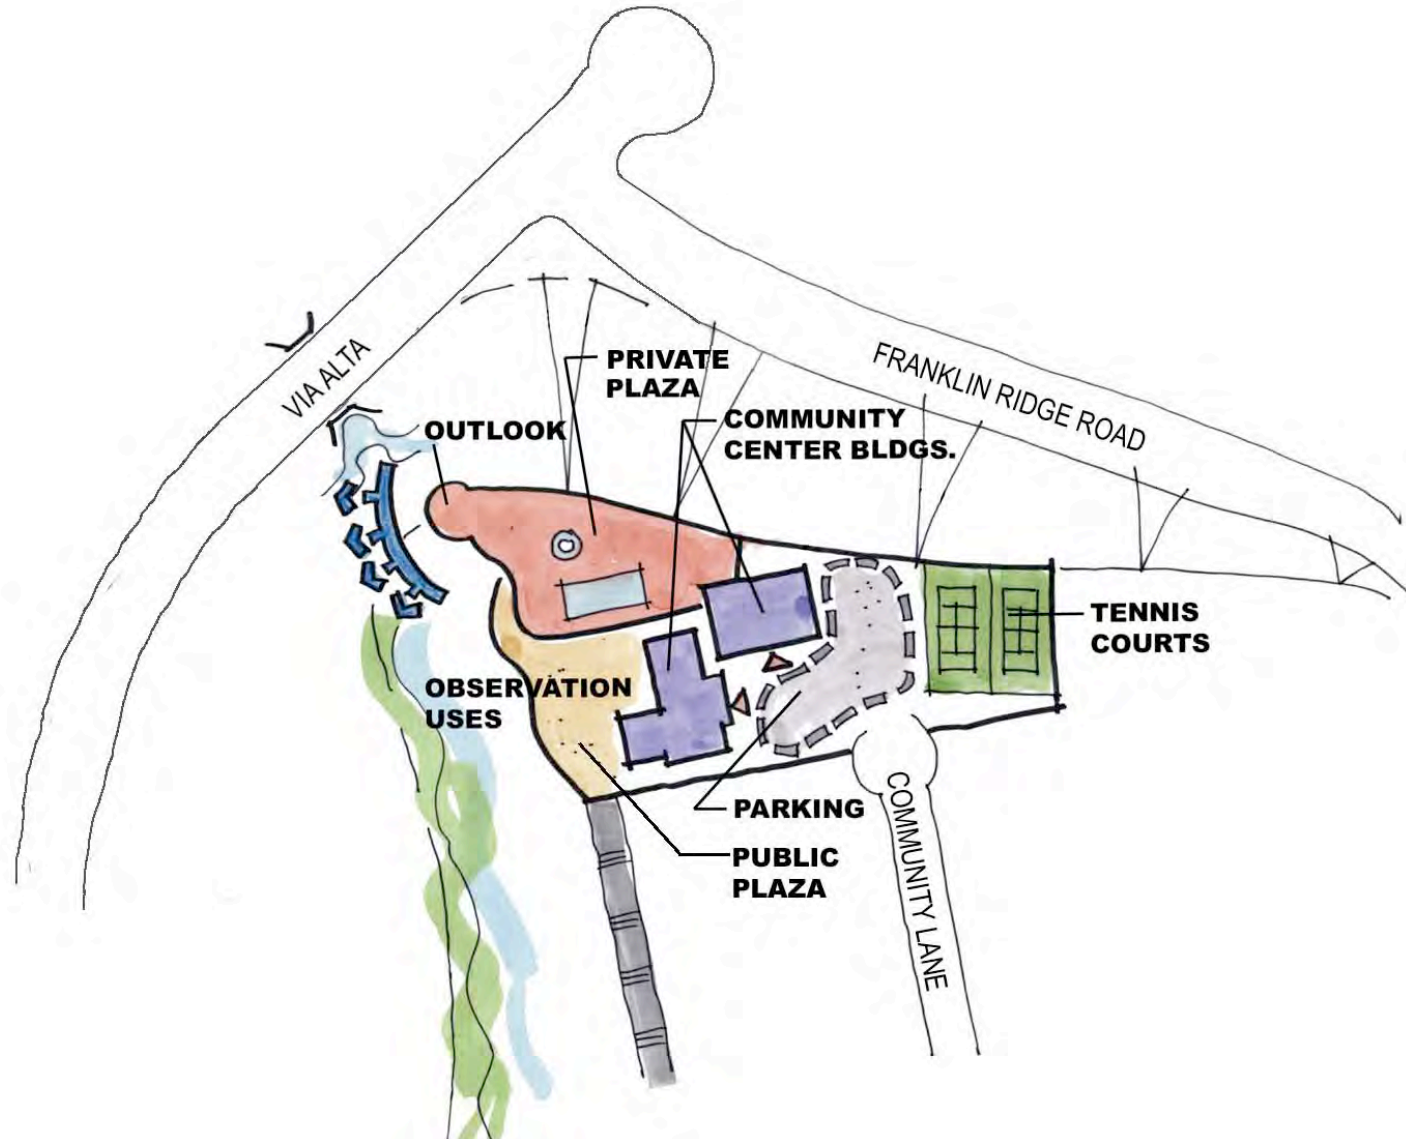 PRIVATE
PLAZA
FRANKLIN RIDGE ROAD
VIA ALTA
OUTLOOK
COMMUNITY
CENTER BLDGS.
TENNIS
COURTS
OBSERVATION
USES
PARKING
COMMUNITY LANE
PUBLIC
PLAZA